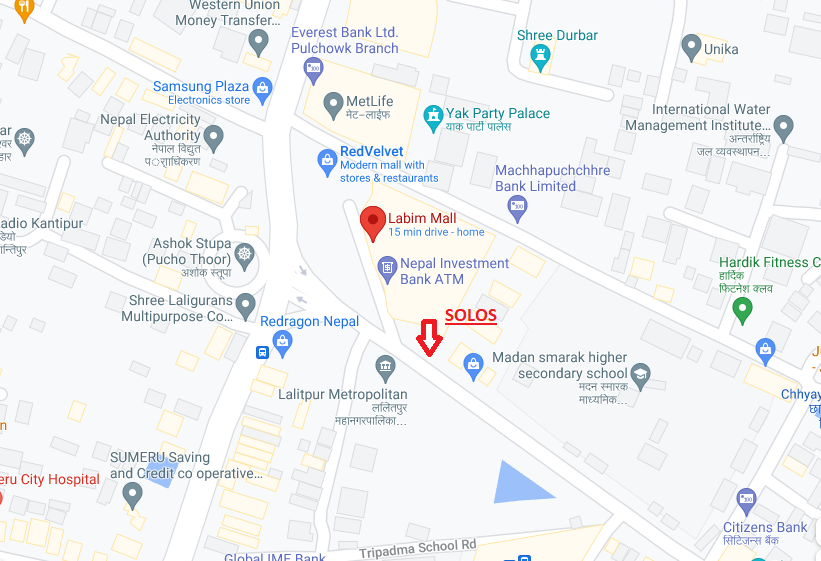 Western Union
Money Transfer...
Everest Bank Ltd.
Pulchowk Branch
Shree Durbar
Unika
Samsung Plaza
Electronics store
MetLife
मेट-लाईफ
Nepal Electricity
Authority
नेपाल विद्युत
Yak Party Palace
याक पार्टी पालेस
International Water
Management Institute...
अन्तर्राष्ट्रिय
जल व्यवस्थापन...
RedVelvet
Modern mall with
stores & restaurants
Machhapuchchhre
Bank Limited
Labim Mall
15 min drive - home
adio Kantipur
Ashok Stupa
(Pucho Thoor)
अशोक स्तूपा
Nepal Investment
Bank ATM
Hardik Fitness C
हार्दिक
फिटनेश क्लव
Shree Laligurans
Multipurpose Co...
SOLOS
Redragon Nepal
Madan smarak higher
secondary school
मदन स्मारक
माध्यमिक...
Lalitpur Metropolitan
ललितपुर
महानगरपालिका...
Chhyay
SUMERU Saving
and Credit co operative...
eru City Hospital
Citizens Bank
सिटिजन्स बैंक
Tripadma School Rd
Global IME Bank